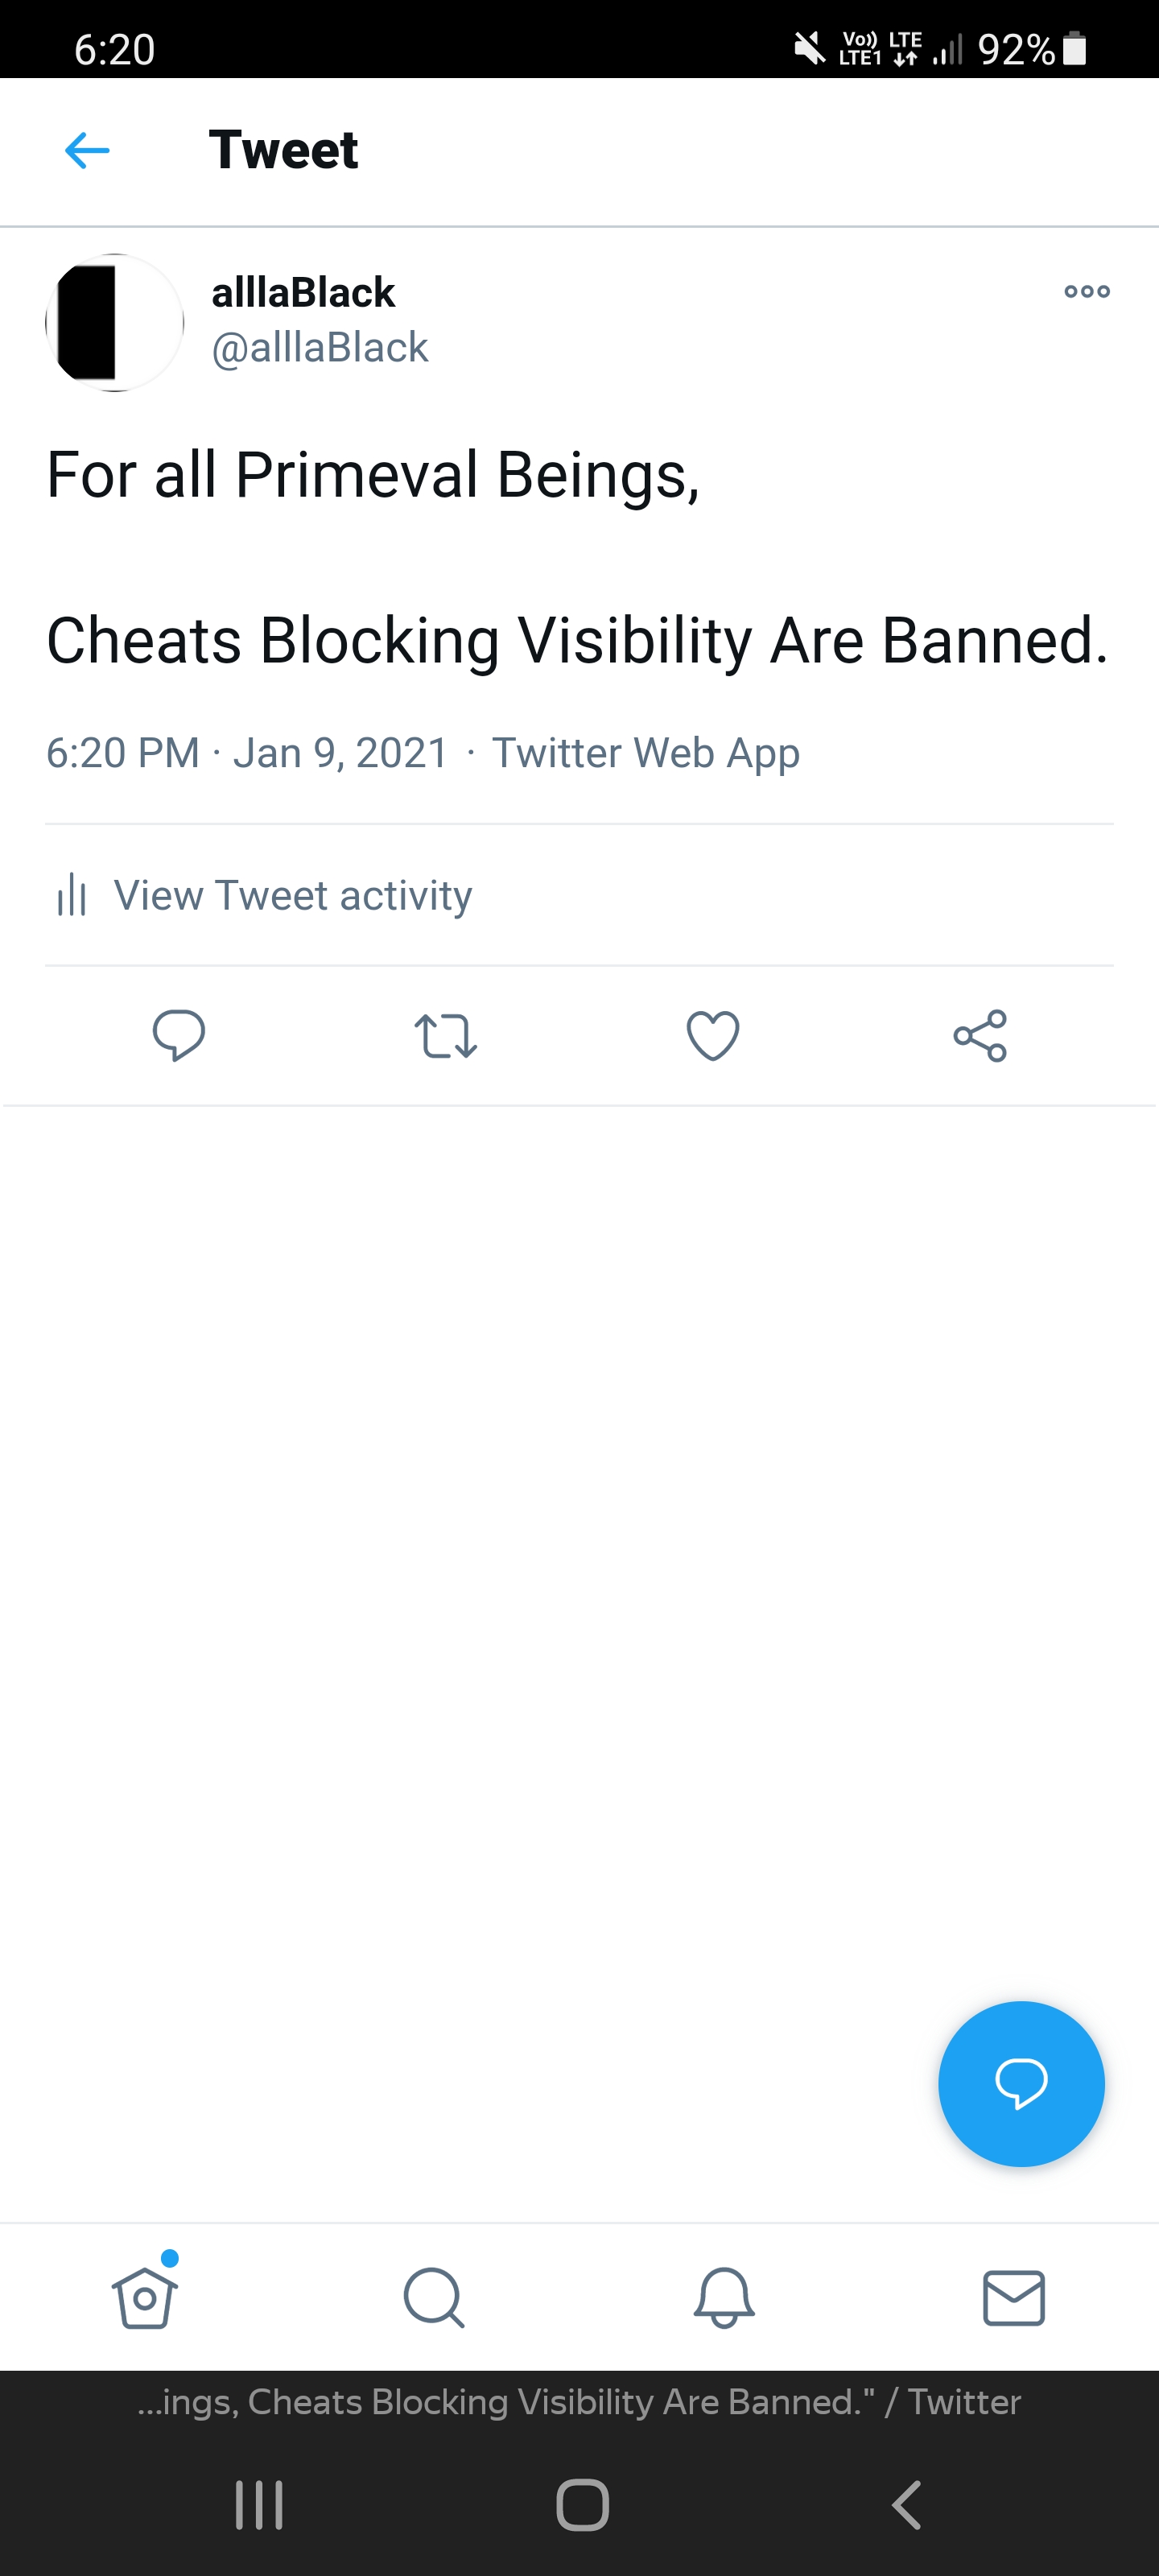 6:20
Vo)) LTE
LTE1
92%
Tweet
alllaBlack
@alllaBlack
For all Primeval Beings,
Cheats Blocking Visibility Are Banned.
6:20 PM · Jan 9, 2021 · Twitter Web App
View Tweet activity
...ings, Cheats Blocking Visibility Are Banned." / Twitter